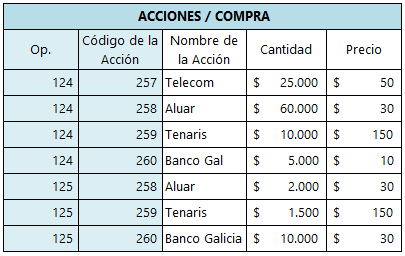 ACCIONES / COMPRA
Op. Código de la Acción Nombre de la Acción Cantidad Precio
124 257 Telecom $ 25.000 $ 50
124 258 Aluar $ 60.000 $ 30
124 259 Tenaris $ 10.000 $ 150
124 260 Banco Gal $ 5.000 $ 10
125 258 Aluar $ 2.000 $ 30
125 259 Tenaris $ 1.500 $ 150
125 260 Banco Galicia $ 10.000 $ 30